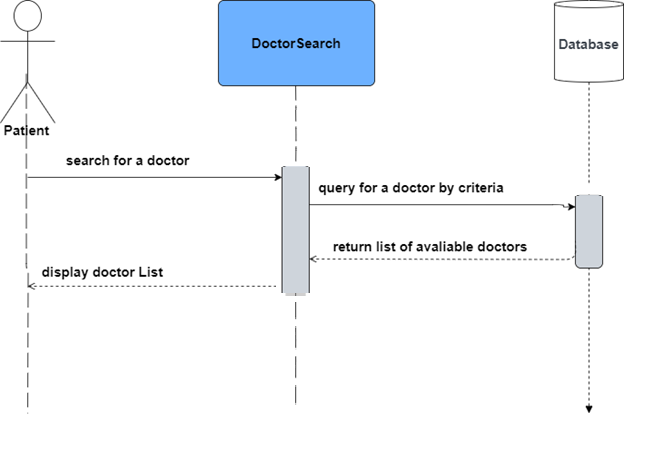 DoctorSearch
Database
Patient
search for a doctor
query for a doctor by criteria
return list of avaliable doctors
display doctor List